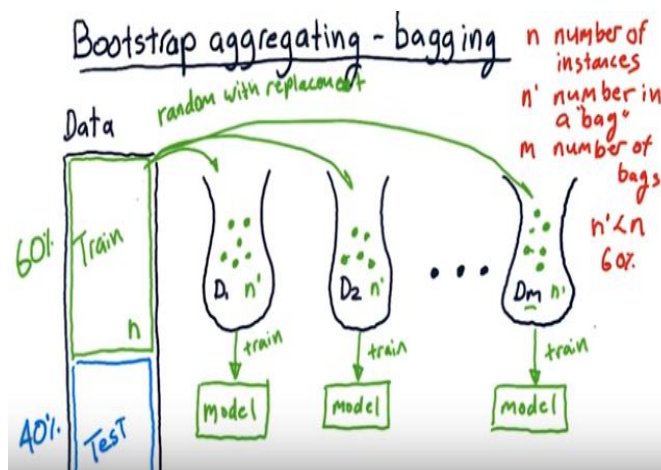 Bootstrap aggregating - bagging
n number of
instances
n' number in
a "bag"
m number of
bags
n'<n
60%
random with replacement
Data
60%
Train
n
40%
Test
D1 n'
D2 n'
...
Dm n'
train
train
train
model
model
model